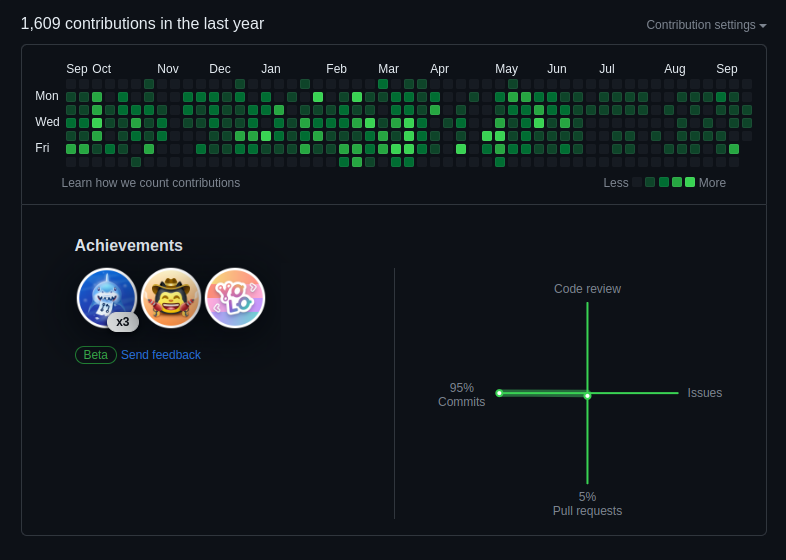 1,609 contributions in the last year
Contribution settings
Sep Oct Nov Dec Jan Feb Mar Apr May Jun Jul Aug Sep
Mon
Wed
Fri
Learn how we count contributions
Less More
Achievements
x3
YO
LO
Beta Send feedback
Code review
95%
Commits
Issues
5%
Pull requests